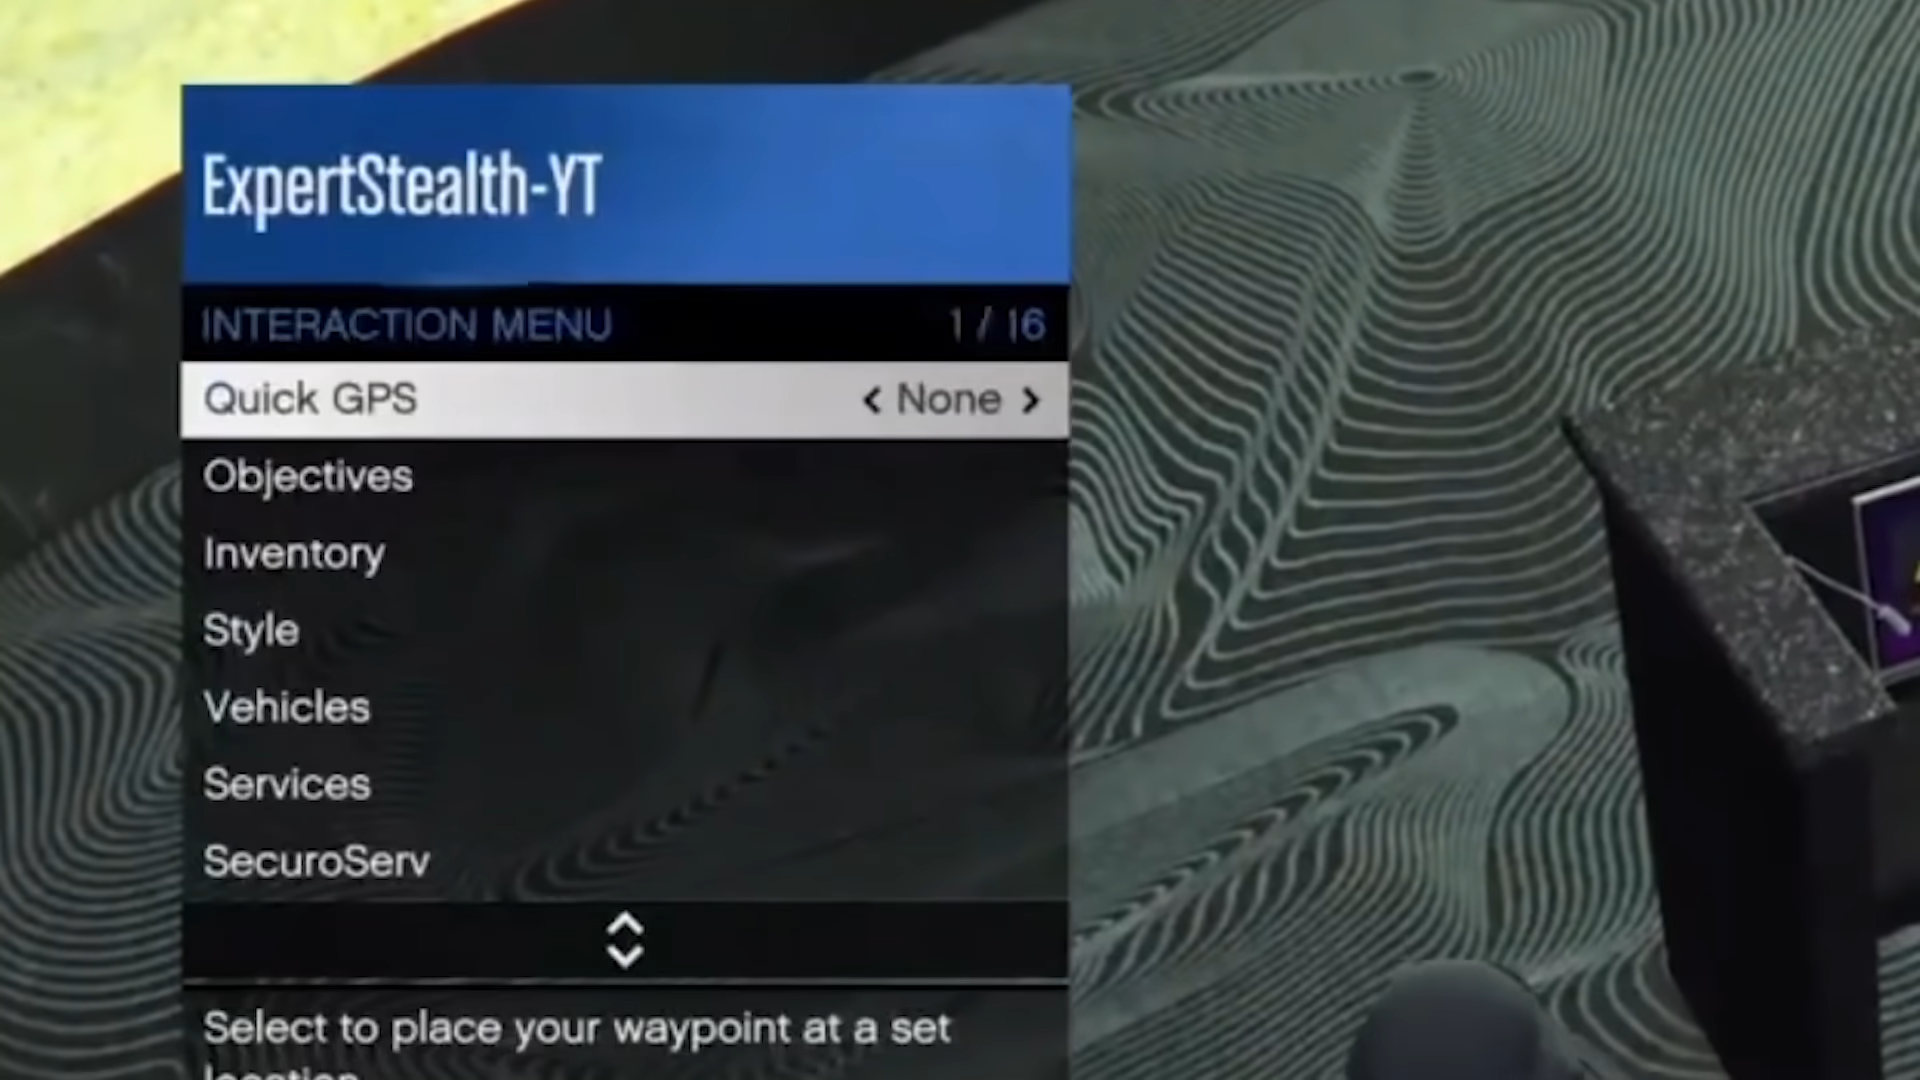 ExpertStealth-YT
INTERACTION MENU 1 / 16
Quick GPS < None >
Objectives
Inventory
Style
Vehicles
Services
SecuroServ
Select to place your waypoint at a set
location